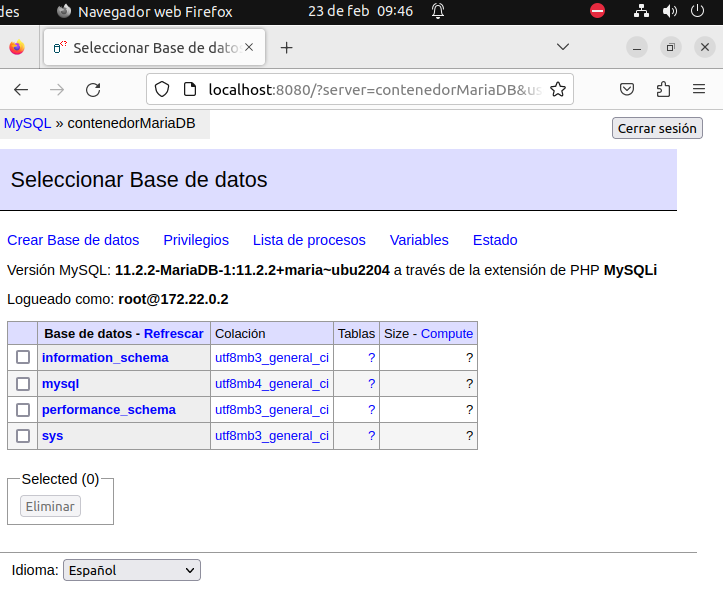 des Navegador web Firefox 23 de feb 09:46
Seleccionar Base de dato
localhost:8080/?server=contenedorMariaDB&us
MySQL » contenedorMariaDB
Cerrar sesión
Seleccionar Base de datos
Crear Base de datos Privilegios Lista de procesos Variables Estado
Versión MySQL: 11.2.2-MariaDB-1:11.2.2+maria~ubu2204 a través de la extensión de PHP MySQLi
Logueado como: root@172.22.0.2
Base de datos - Refrescar Colación Tablas Size - Compute
information_schema utf8mb3_general_ci ? ?
mysql utf8mb4_general_ci ? ?
performance_schema utf8mb3_general_ci ? ?
sys utf8mb3_general_ci ? ?
Selected (0)
Eliminar
Idioma: Español